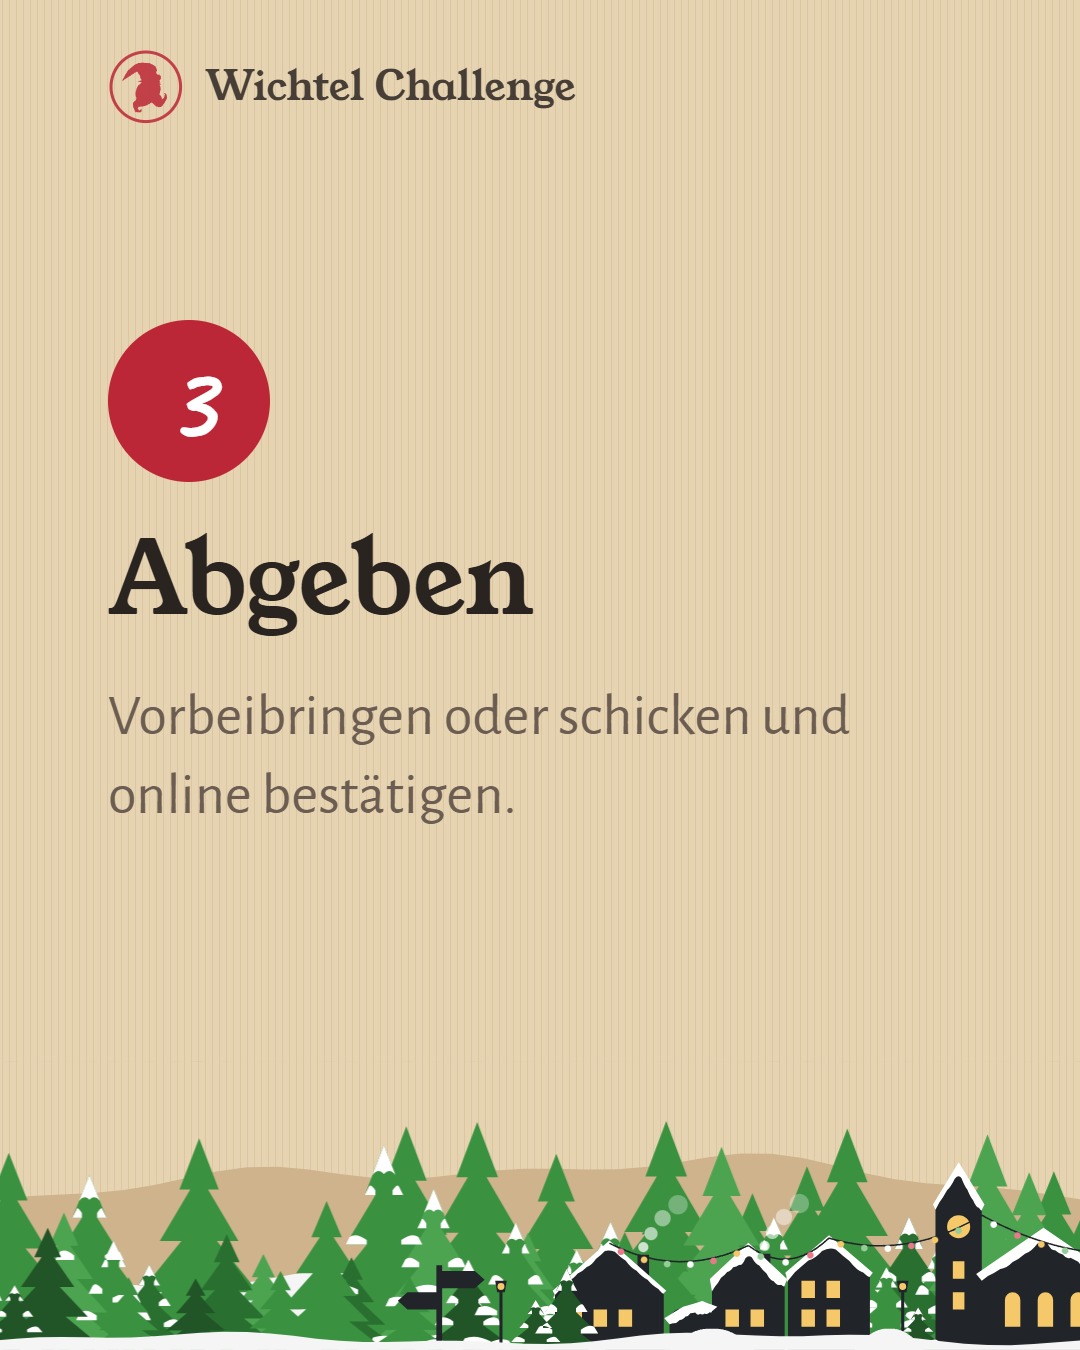 Wichtel Challenge
3
Abgeben
Vorbeibringen oder schicken und
online bestätigen.